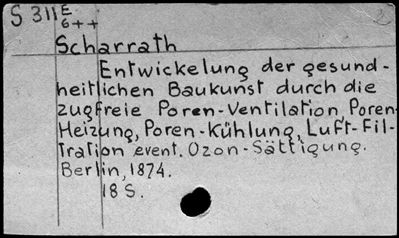 S 311 E
6++
Scharrath
Entwickelung der gesund-
heitlichen Baukunst durch die
zugfreie Poren-Ventilation, Poren-
Heizung, Poren-Kühlung, Luft-Fil-
tration event. Ozon-Sättigung.
Berlin, 1874.
18 S.